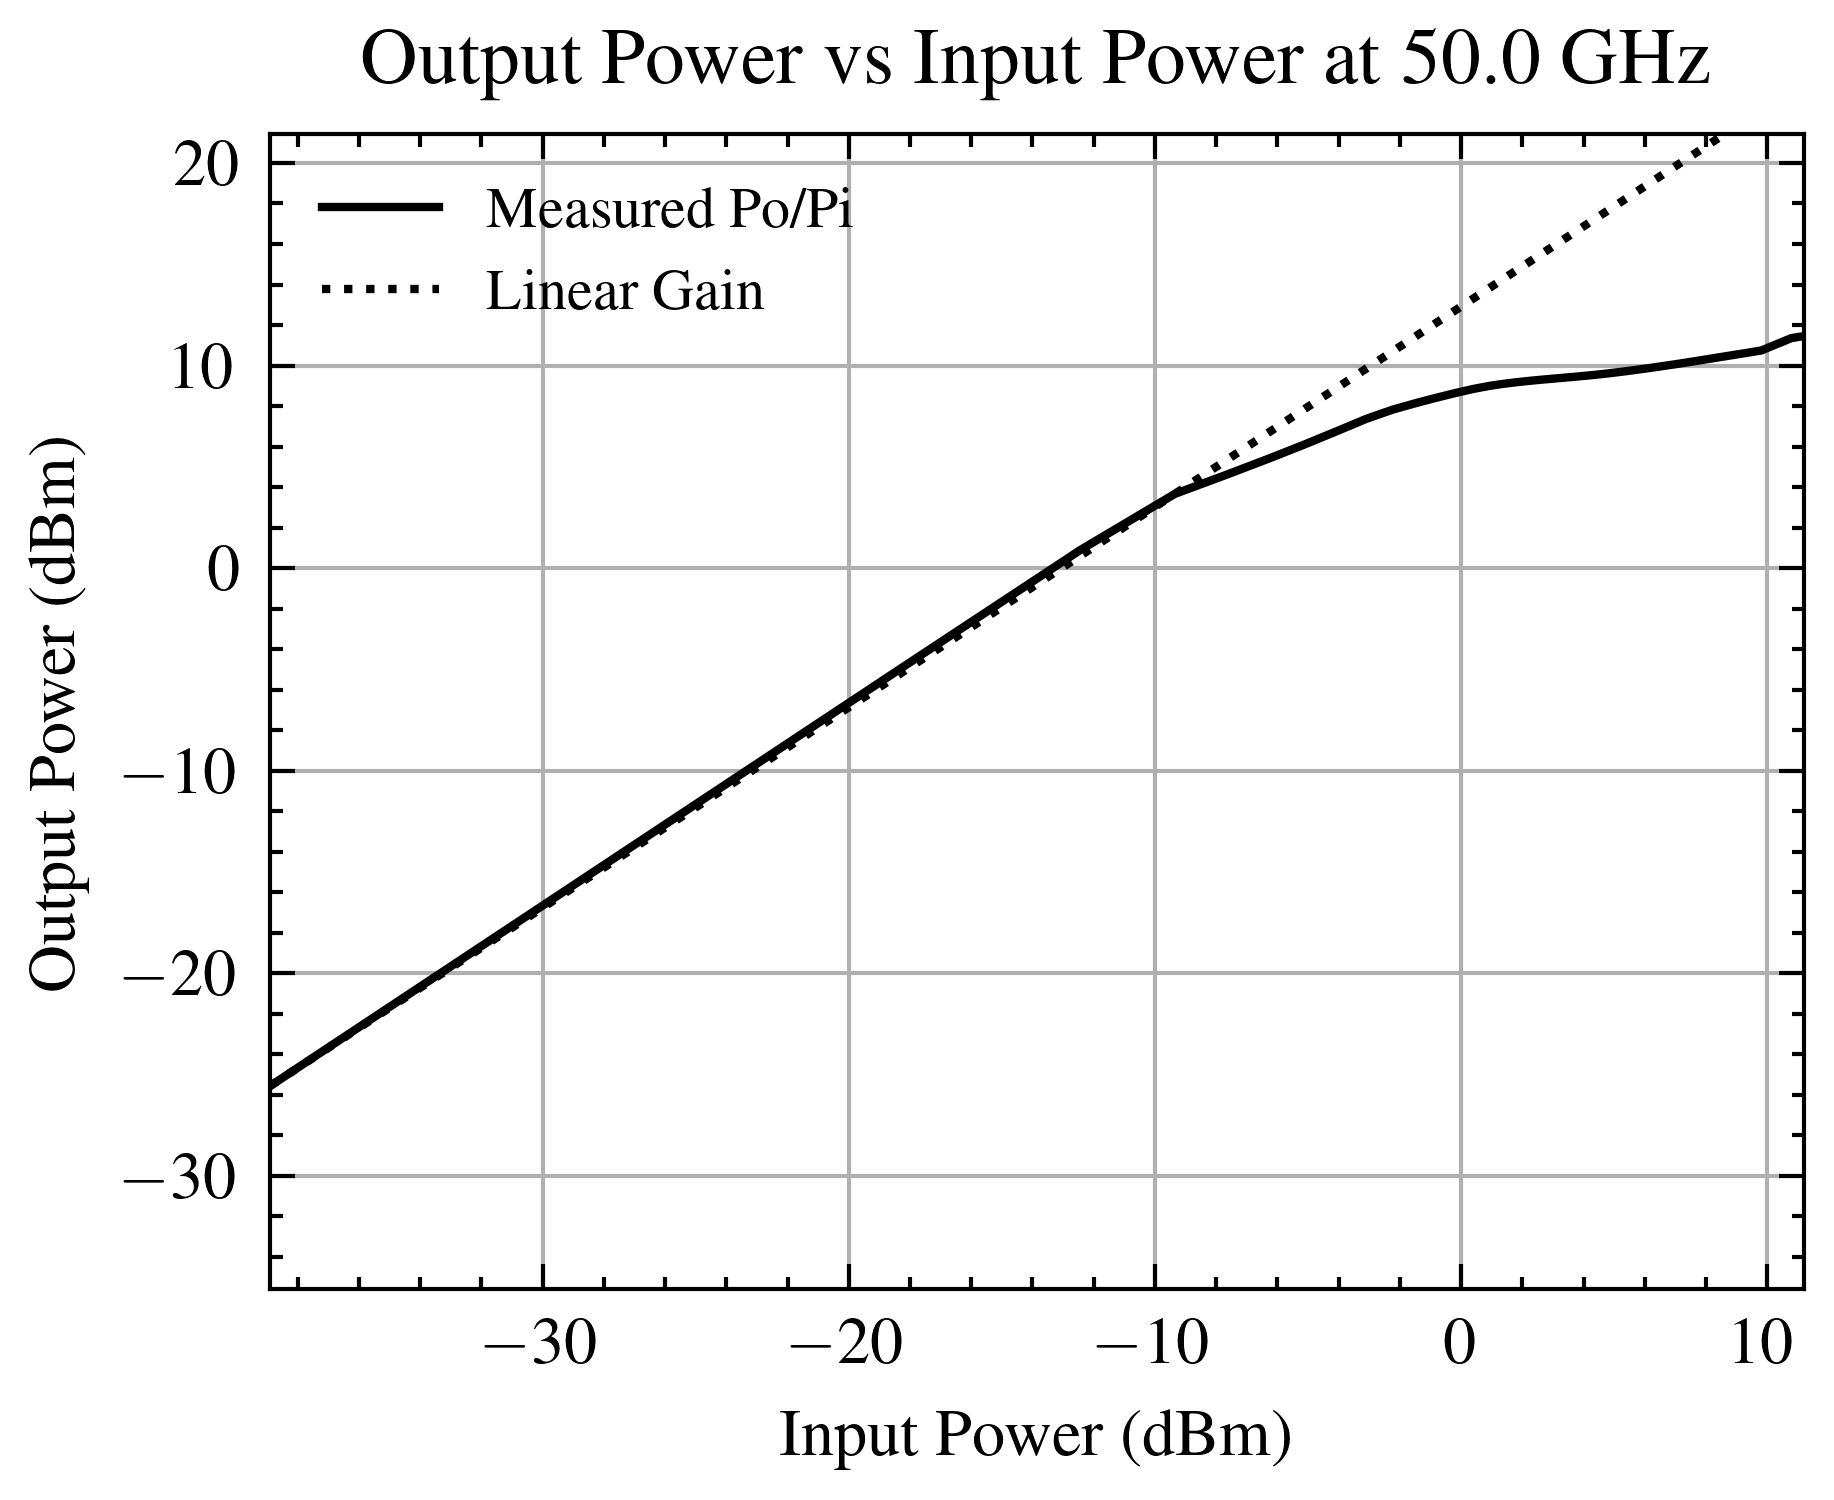 Output Power vs Input Power at 50.0 GHz
Measured Po/Pi
Linear Gain
Output Power (dBm)
20
10
0
−10
−20
−30
−30 −20 −10 0 10
Input Power (dBm)